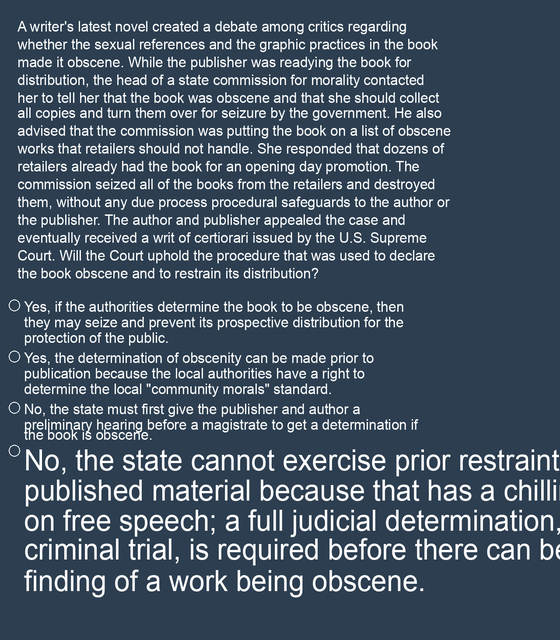 A writer's latest novel created a debate among critics regarding
whether the sexual references and the graphic practices in the book
made it obscene. While the publisher was readying the book for
distribution, the head of a state commission for morality contacted
her to tell her that the book was obscene and that she should collect
all copies and turn them over for seizure by the government. He also
advised that the commission was putting the book on a list of obscene
works that retailers should not handle. She responded that dozens of
retailers already had the book for an opening day promotion. The
commission seized all of the books from the retailers and destroyed
them, without any due process procedural safeguards to the author or
the publisher. The author and publisher appealed the case and
eventually received a writ of certiorari issued by the U.S. Supreme
Court. Will the Court uphold the procedure that was used to declare
the book obscene and to restrain its distribution?
Yes, if the authorities determine the book to be obscene, then
they may seize and prevent its prospective distribution for the
protection of the public.
Yes, the determination of obscenity can be made prior to
publication because the local authorities have a right to
determine the local "community morals" standard.
No, the state must first give the publisher and author a
preliminary hearing before a magistrate to get a determination if
the book is obscene.
No, the state cannot exercise prior restraint
published material because that has a
on free speech; a full judicial determination,
criminal trial, is required before there can
finding of a work being obscene.